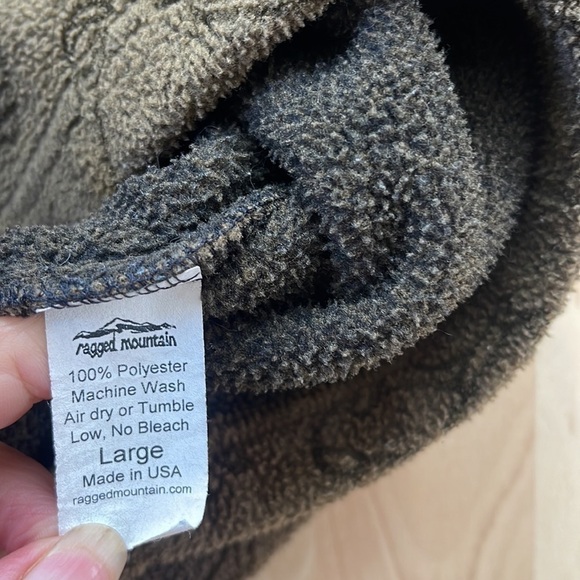 ragged mountain
100% Polyester
Machine Wash
Air dry or Tumble
Low, No Bleach
Large
Made in USA
raggedmountain.com